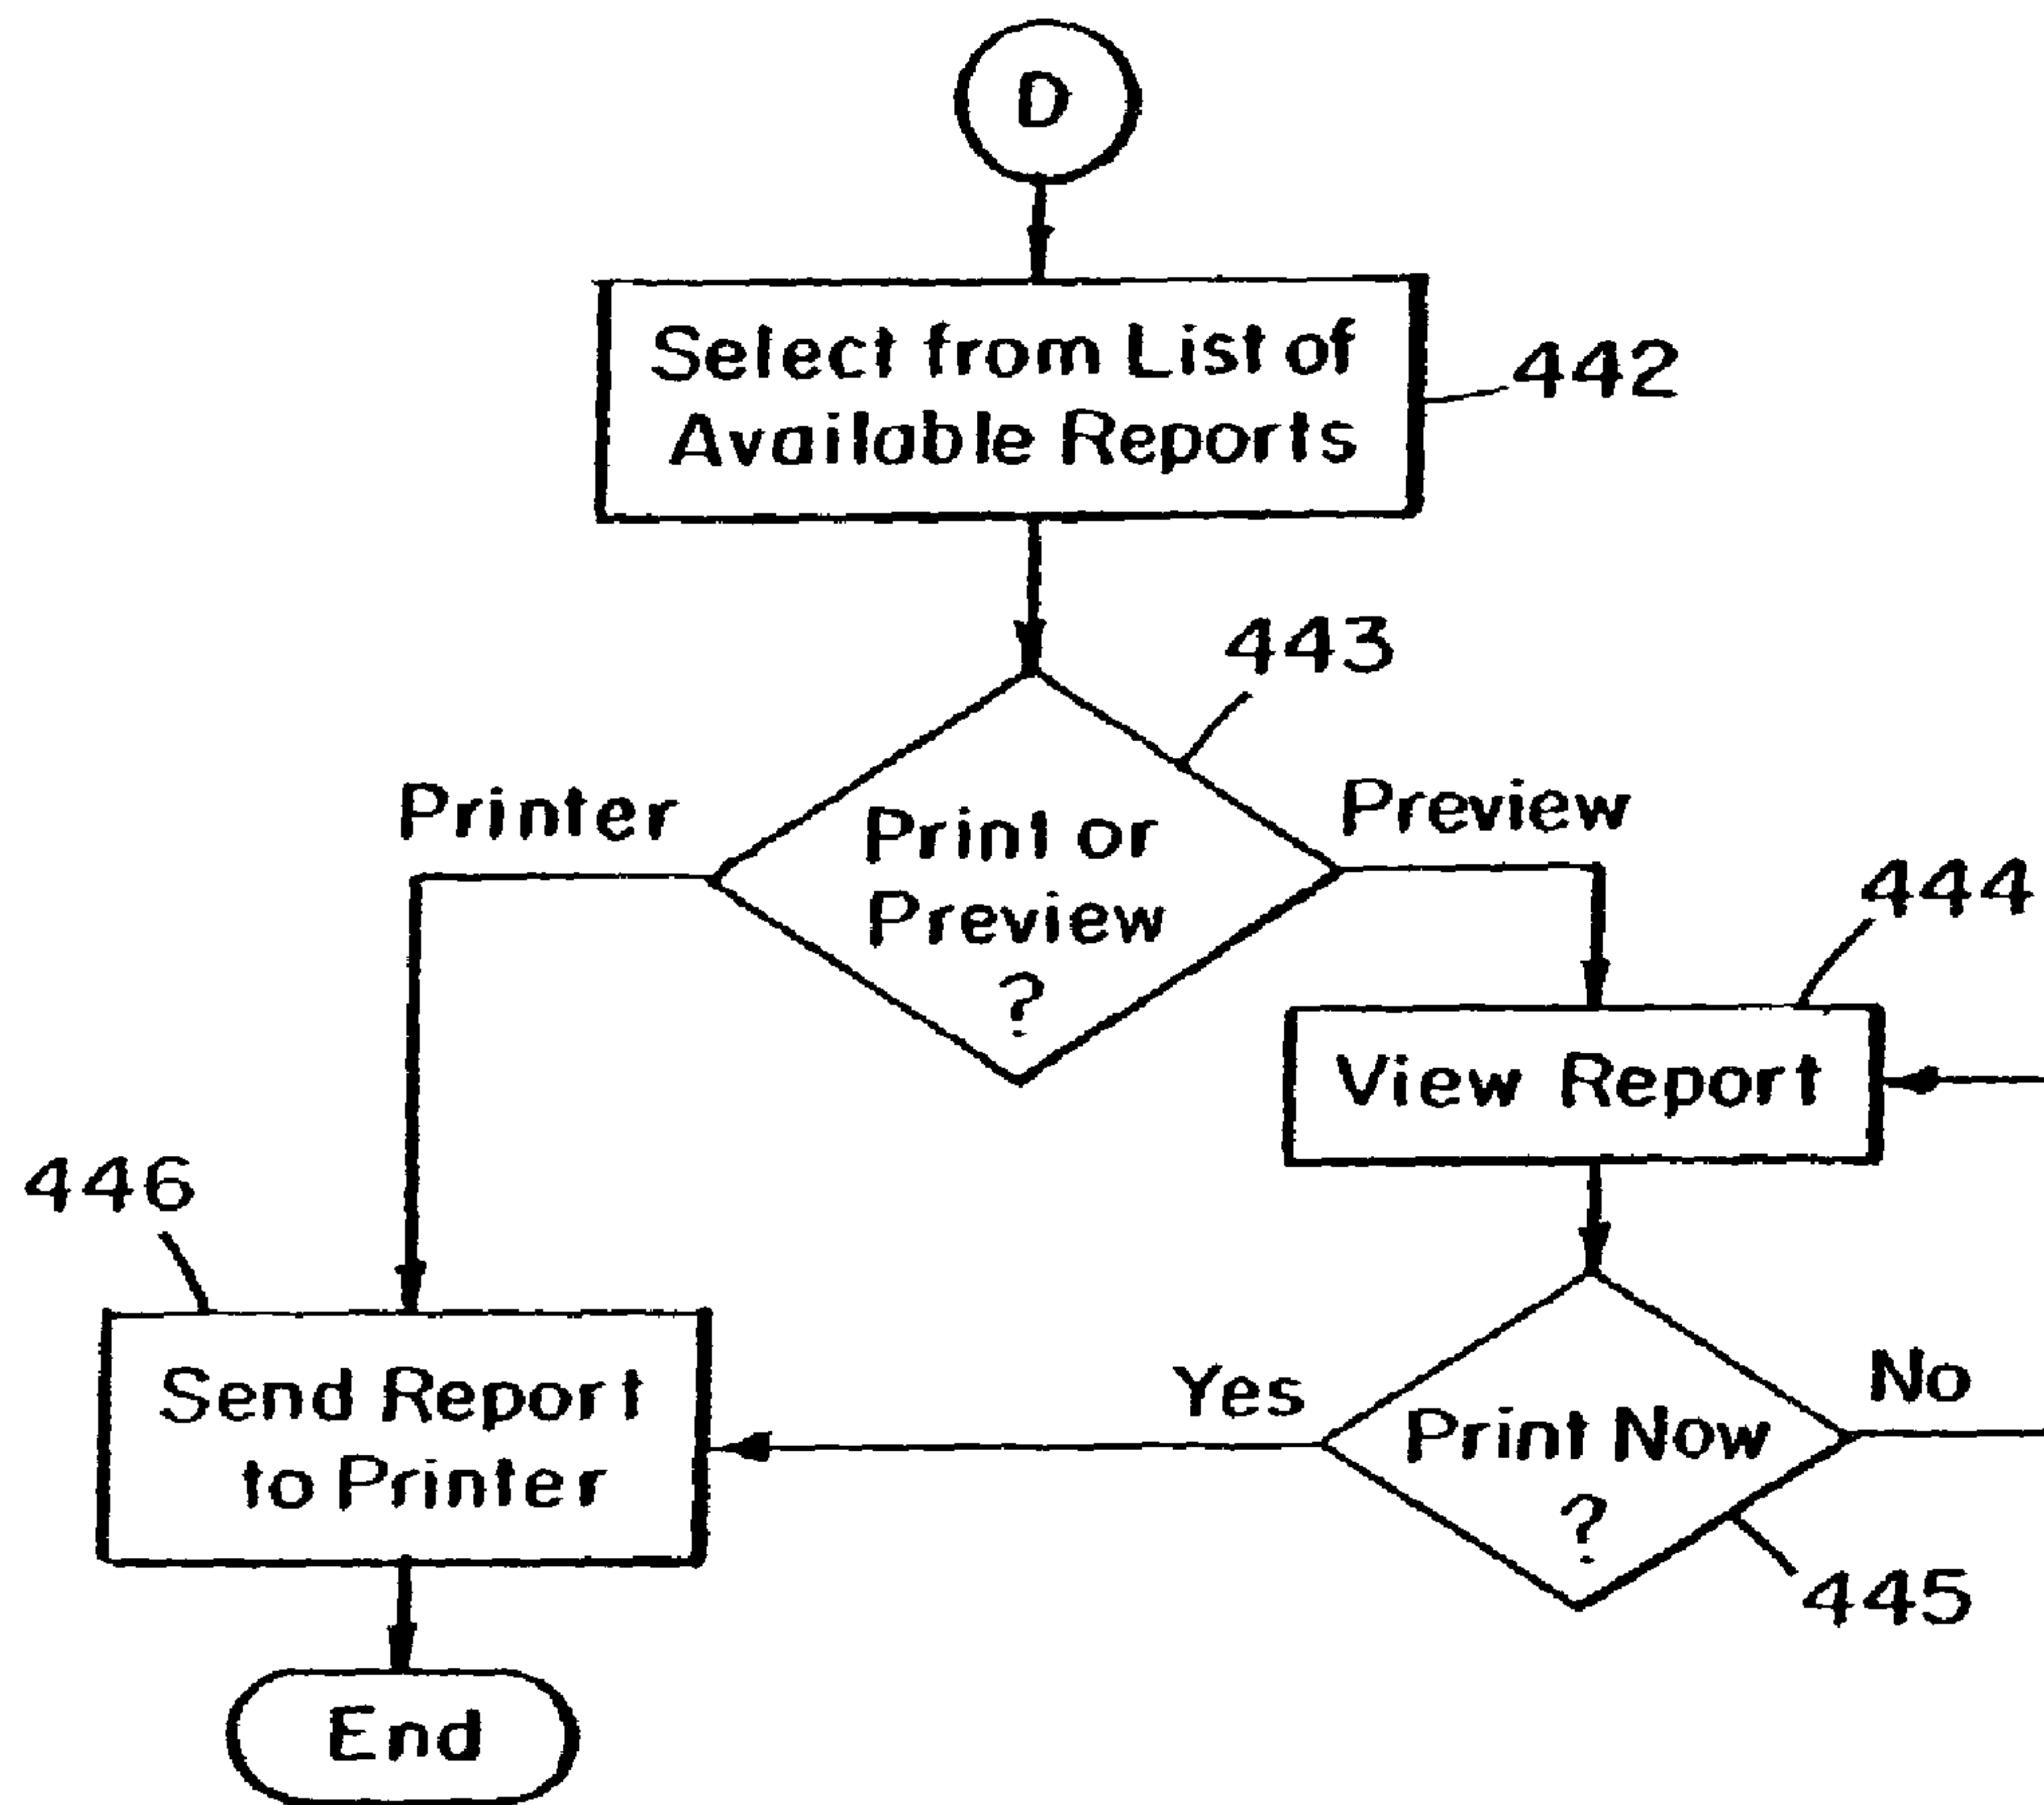 D
Select from List of
Available Reports
442
443
Printer
Print or
Preview
?
Preview
444
View Report
446
Send Report
to Printer
Yes
Print Now
?
No
445
End